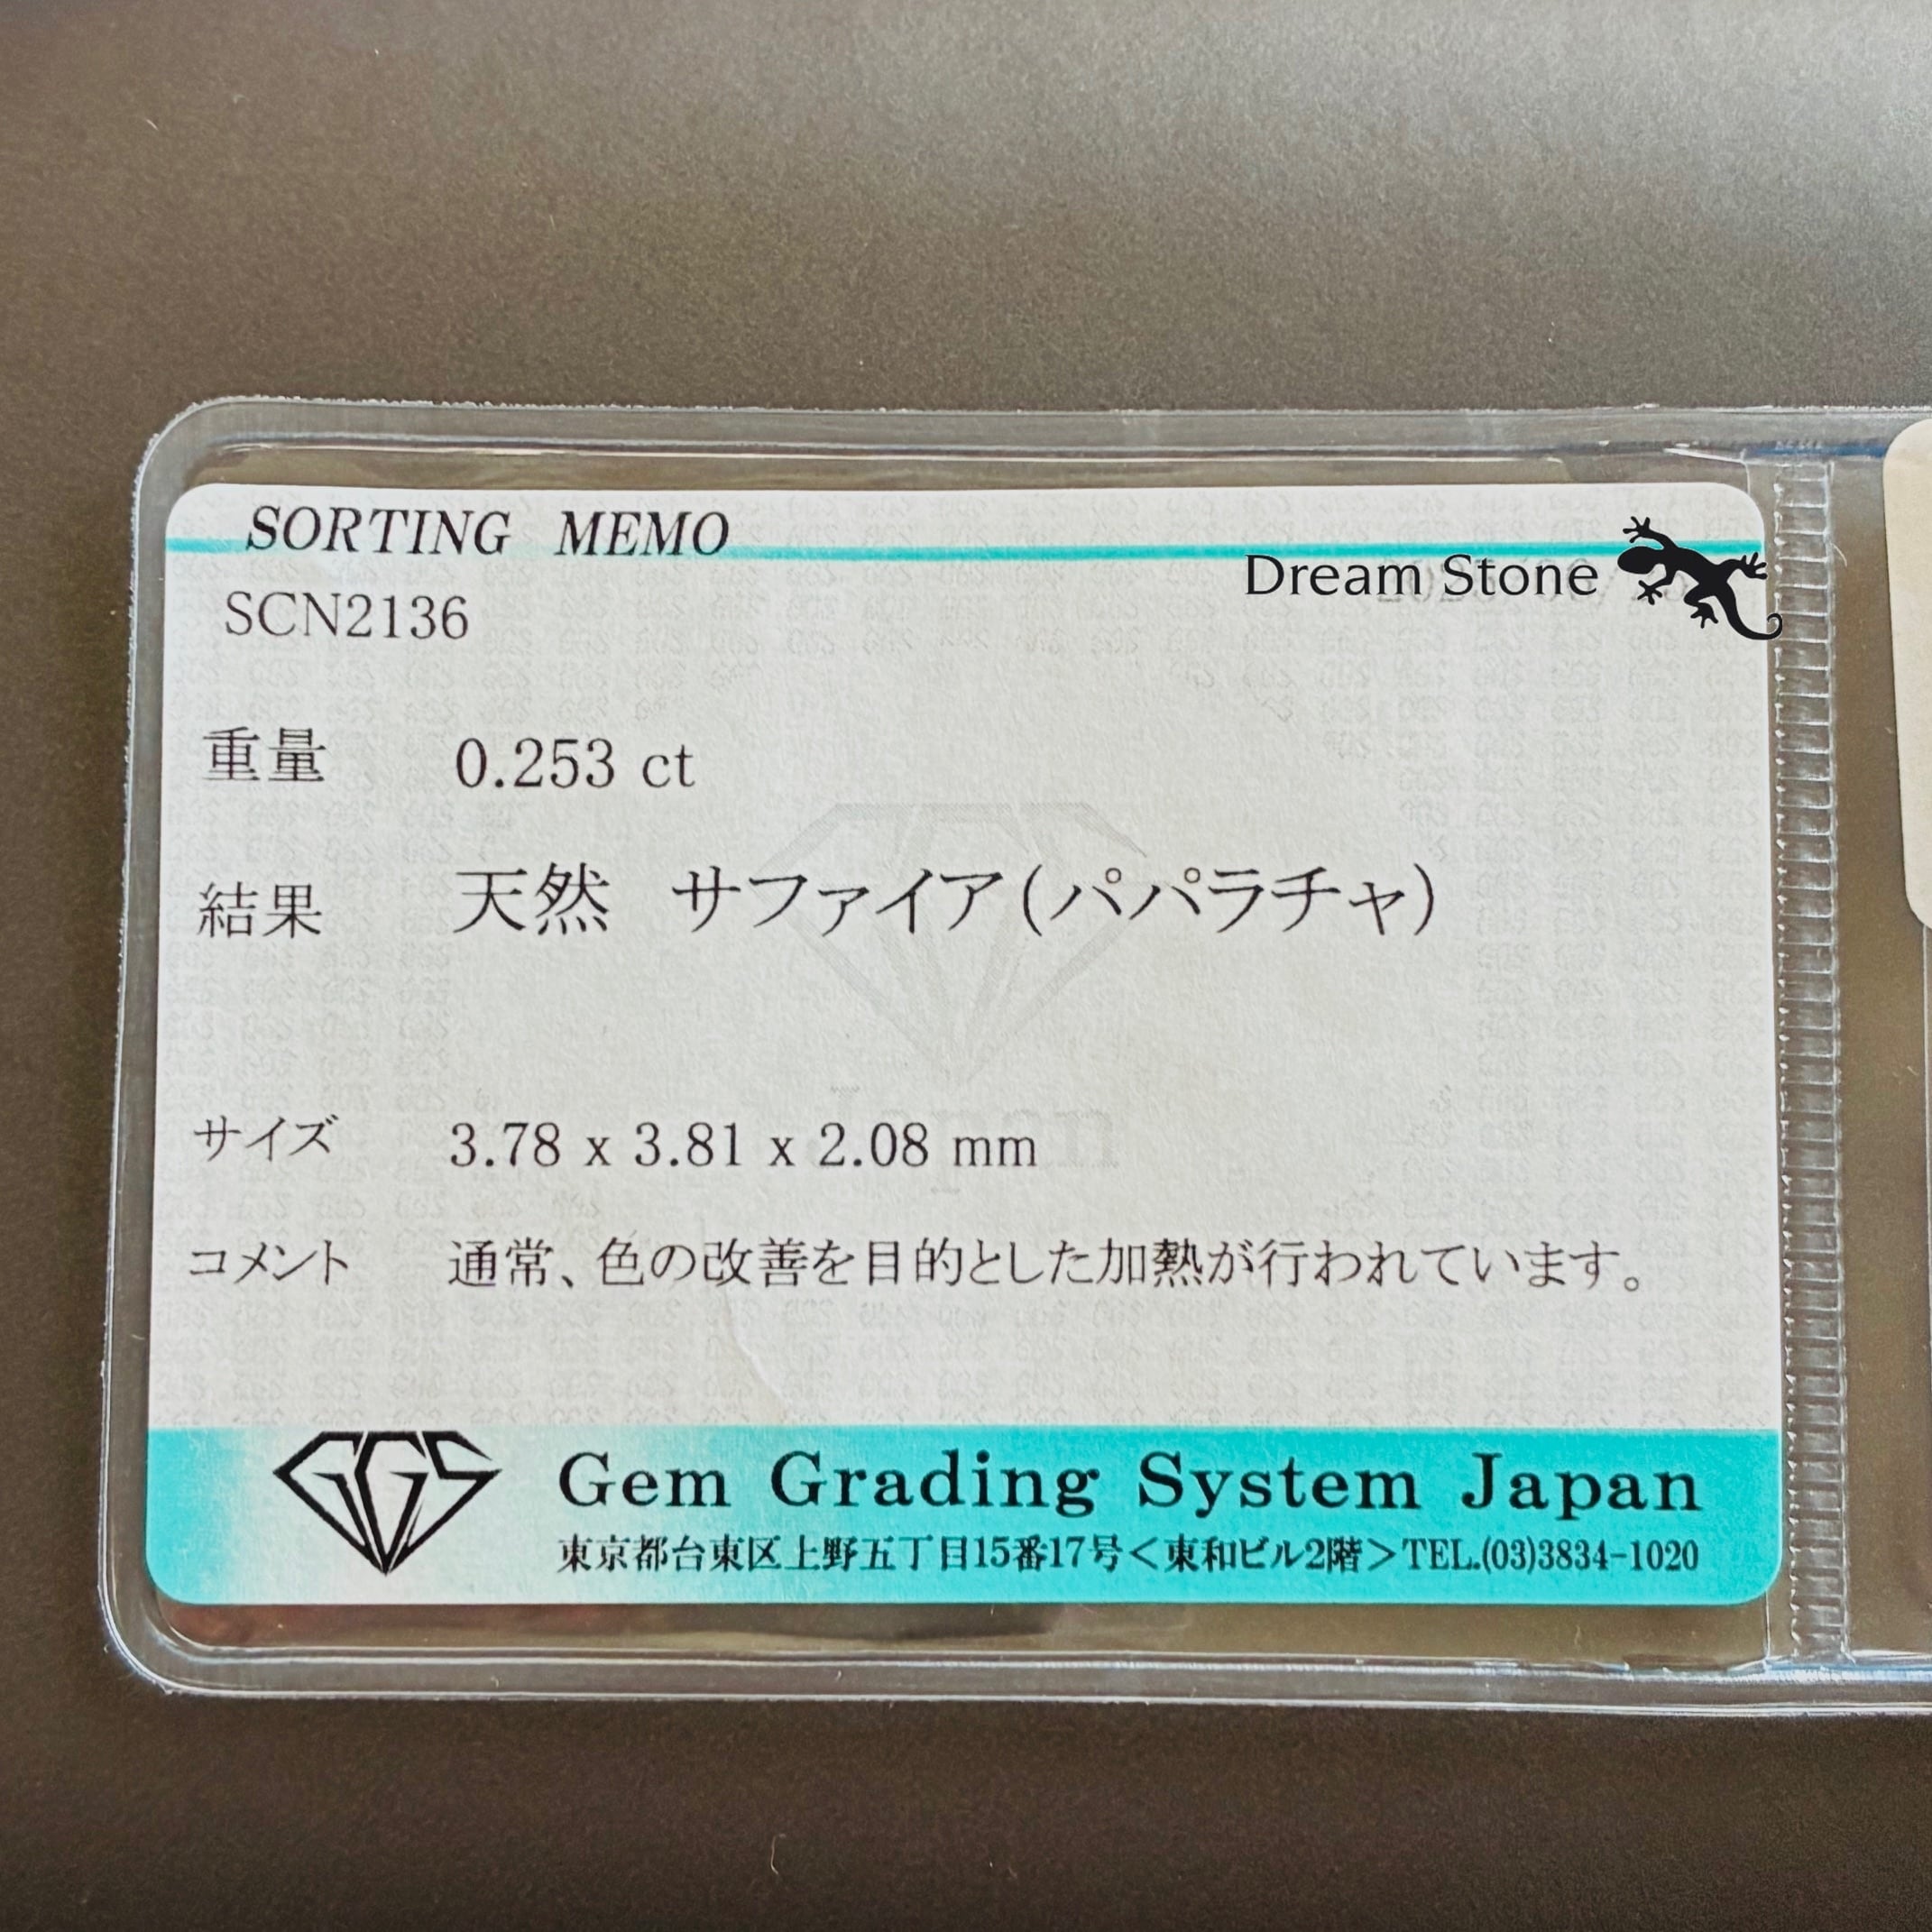 SORTING MEMO
Dream Stone
SCN2136
重量 0.253 ct
結果 天然 サファイア(パパラチャ)
サイズ 3.78 x 3.81 x 2.08 mm
コメント 通常、色の改善を目的とした加熱が行われています。
GGS
Gem Grading System Japan
東京都台東区上野五丁目15番17号<東和ビル2階>TEL.(03)3834-1020